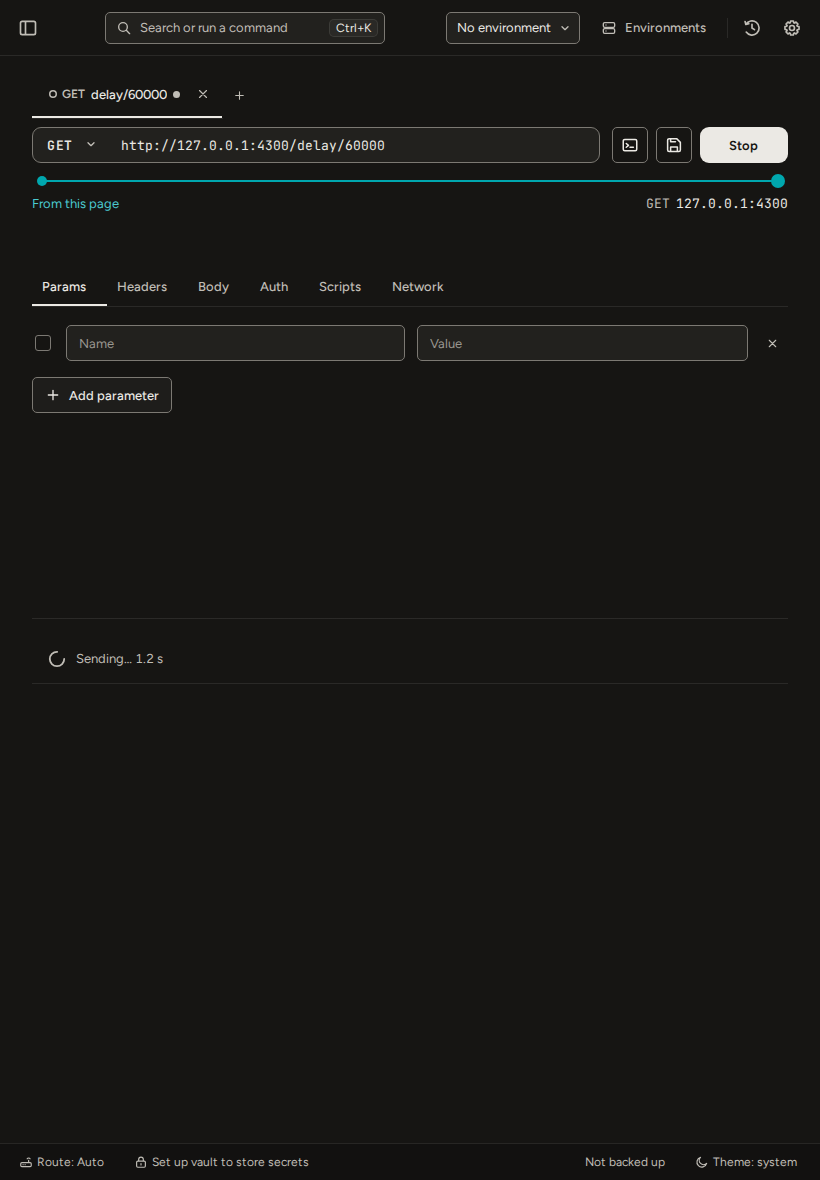 Search or run a command Ctrl+K No environment Environments
GET delay/60000
GET http://127.0.0.1:4300/delay/60000 Stop
From this page GET 127.0.0.1:4300
Params Headers Body Auth Scripts Network
Name Value
Add parameter
Sending... 1.2 s
Route: Auto Set up vault to store secrets Not backed up Theme: system